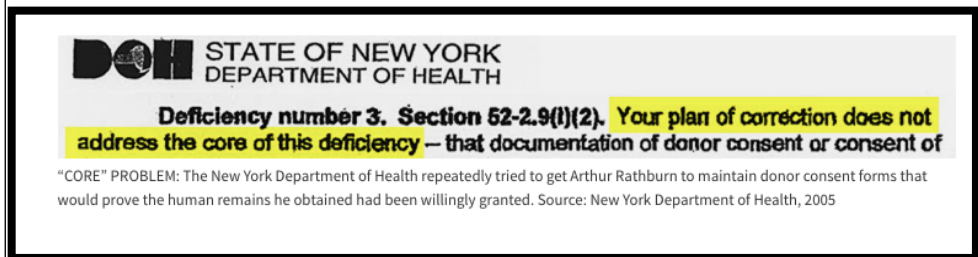 DOH STATE OF NEW YORK
DEPARTMENT OF HEALTH
Deficiency number 3. Section 52-2.9(l)(2). Your plan of correction does not
address the core of this deficiency – that documentation of donor consent or consent of
“CORE” PROBLEM: The New York Department of Health repeatedly tried to get Arthur Rathburn to maintain donor consent forms that
would prove the human remains he obtained had been willingly granted. Source: New York Department of Health, 2005